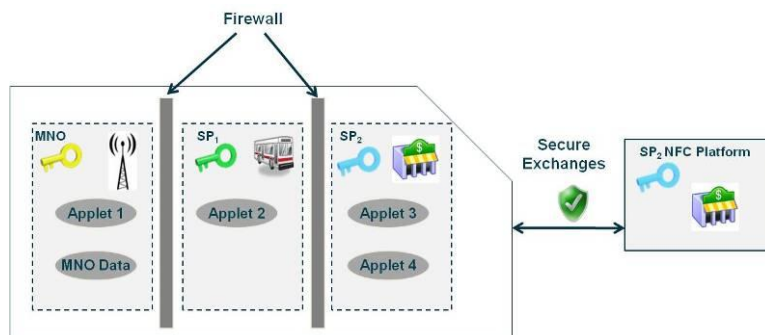 Firewall
MNO
SP₁
SP₂
Applet 1
Applet 2
Applet 3
MNO Data
Applet 4
Secure
Exchanges
SP₂ NFC Platform
$
$